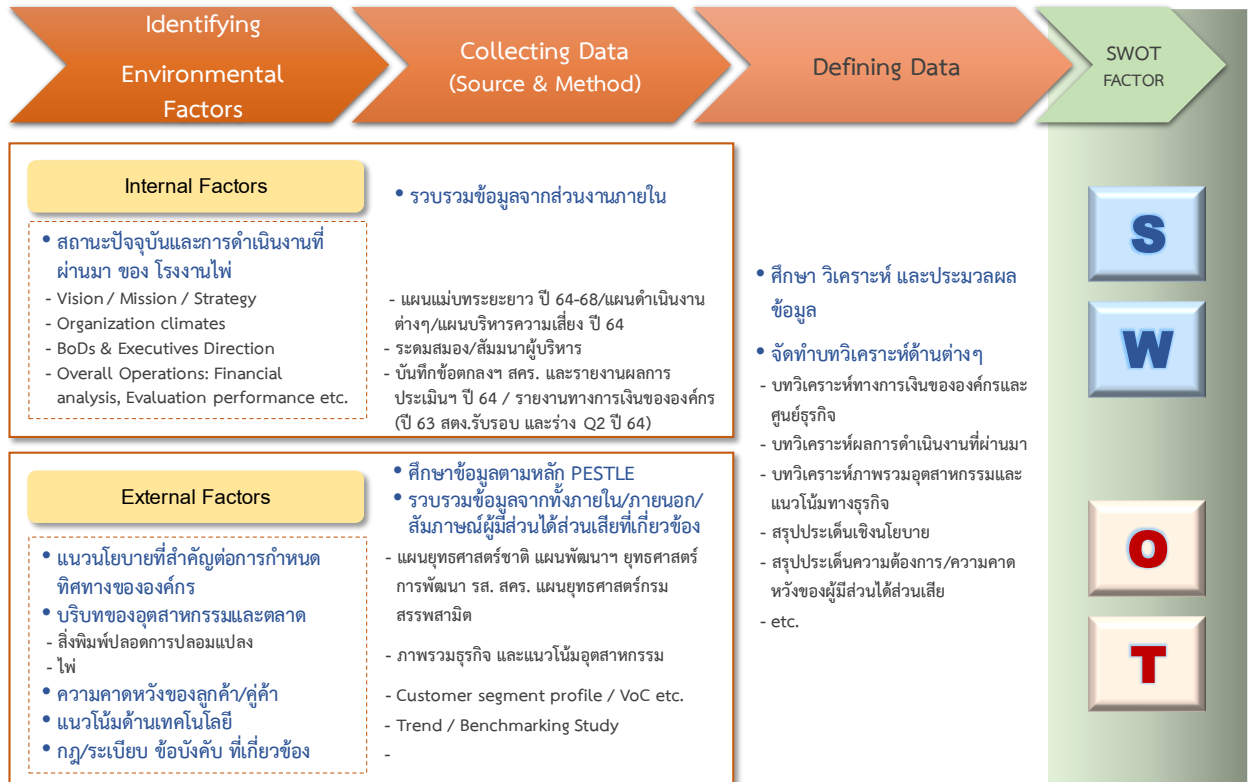 Identifying
Environmental
Factors
Collecting Data
(Source & Method)
Defining Data
SWOT
FACTOR
Internal Factors
• สถานะปัจจุบันและการดำเนินงานที่
ผ่านมา ของ โรงงานไพ่
- Vision / Mission / Strategy
- Organization climates
- BoDs & Executives Direction
- Overall Operations: Financial
analysis, Evaluation performance etc.
• รวบรวมข้อมูลจากส่วนงานภายใน
- แผนแม่บทระยะยาว ปี 64-68/แผนดำเนินงาน
ต่างๆ/แผนบริหารความเสี่ยง ปี 64
- ระดมสมอง/สัมมนาผู้บริหาร
- บันทึกข้อตกลงฯ สคร. และรายงานผลการ
ประเมินฯ ปี 64 / รายงานทางการเงินขององค์กร
(ปี 63 สตง.รับรอบ และร่าง Q2 ปี 64)
External Factors
• แนวนโยบายที่สำคัญต่อการกำหนด
ทิศทางขององค์กร
• บริบทของอุตสาหกรรมและตลาด
- สิ่งพิมพ์ปลอดการปลอมแปลง
- ไพ่
• ความคาดหวังของลูกค้า/คู่ค้า
• แนวโน้มด้านเทคโนโลยี
• กฎ/ระเบียบ ข้อบังคับ ที่เกี่ยวข้อง
• ศึกษาข้อมูลตามหลัก PESTLE
• รวบรวมข้อมูลจากทั้งภายใน/ภายนอก/
สัมภาษณ์ผู้มีส่วนได้ส่วนเสียที่เกี่ยวข้อง
- แผนยุทธศาสตร์ชาติ แผนพัฒนาฯ ยุทธศาสตร์
การพัฒนา รส. สคร. แผนยุทธศาสตร์กรม
สรรพสามิต
- ภาพรวมธุรกิจ และแนวโน้มอุตสาหกรรม
- Customer segment profile / VoC etc.
- Trend / Benchmarking Study
-
• ศึกษา วิเคราะห์ และประมวลผล
ข้อมูล
• จัดทำบทวิเคราะห์ด้านต่างๆ
- บทวิเคราะห์ทางการเงินขององค์กรและ
ศูนย์ธุรกิจ
- บทวิเคราะห์ผลการดำเนินงานที่ผ่านมา
- บทวิเคราะห์ภาพรวมอุตสาหกรรมและ
แนวโน้มทางธุรกิจ
- สรุปประเด็นเชิงนโยบาย
- สรุปประเด็นความต้องการ/ความคาด
หวังของผู้มีส่วนได้ส่วนเสีย
- etc.
S
W
O
T